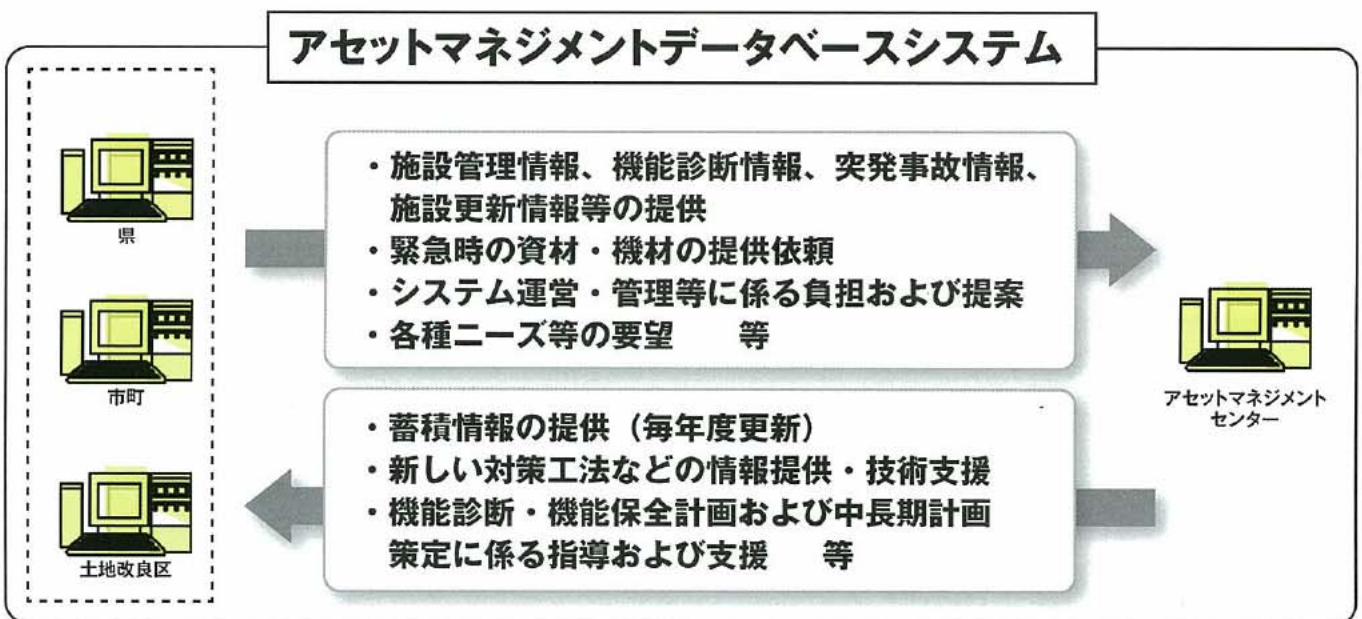 アセットマネジメントデータベースシステム
県
市町
土地改良区
・施設管理情報、機能診断情報、突発事故情報、
施設更新情報等の提供
・緊急時の資材・機材の提供依頼
・システム運営・管理等に係る負担および提案
・各種ニーズ等の要望　　等
・蓄積情報の提供（毎年度更新）
・新しい対策工法などの情報提供・技術支援
・機能診断・機能保全計画および中長期計画
策定に係る指導および支援　　等
アセットマネジメント
センター